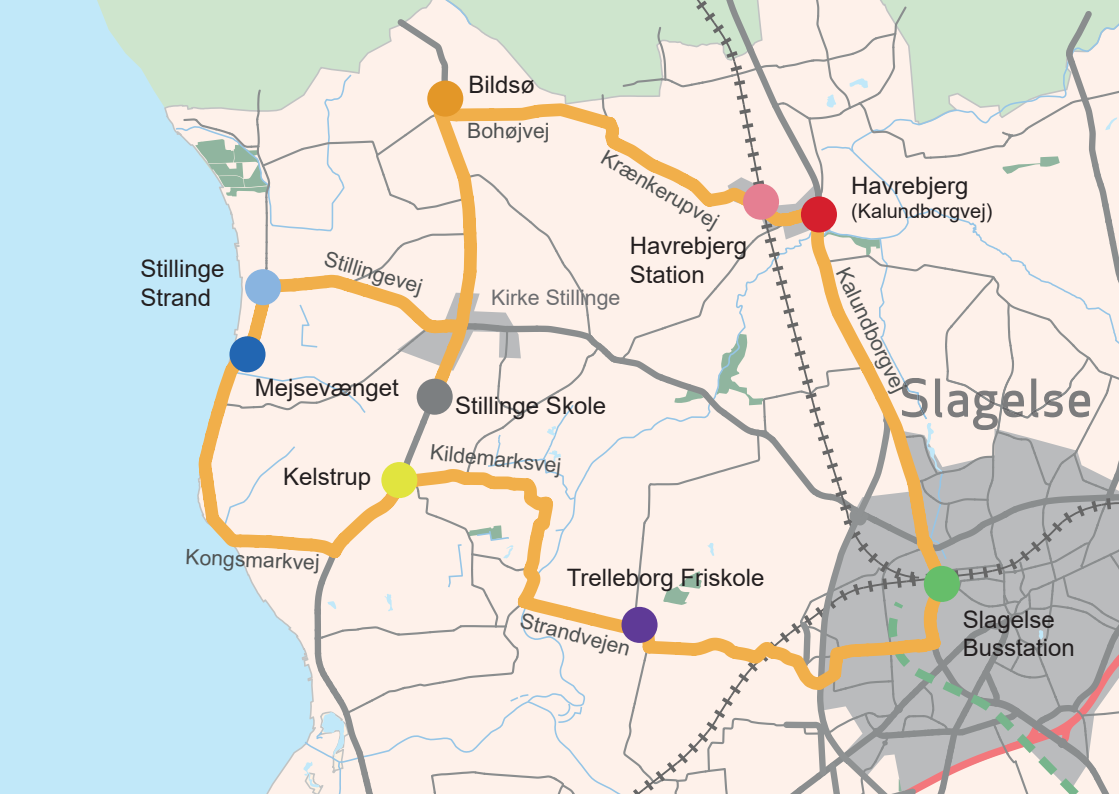 Bildsø
Bohøjvej
Krænkerupvej
Havrebjerg
(Kalundborgvej)
Havrebjerg
Station
Stillinge
Strand
Stillingevej
Kirke Stillinge
Kalundborgvej
Mejsevænget
Stillinge Skole
Slagelse
Kelstrup
Kildemarksvej
Kongsmarkvej
Trelleborg Friskole
Strandvejen
Slagelse
Busstation